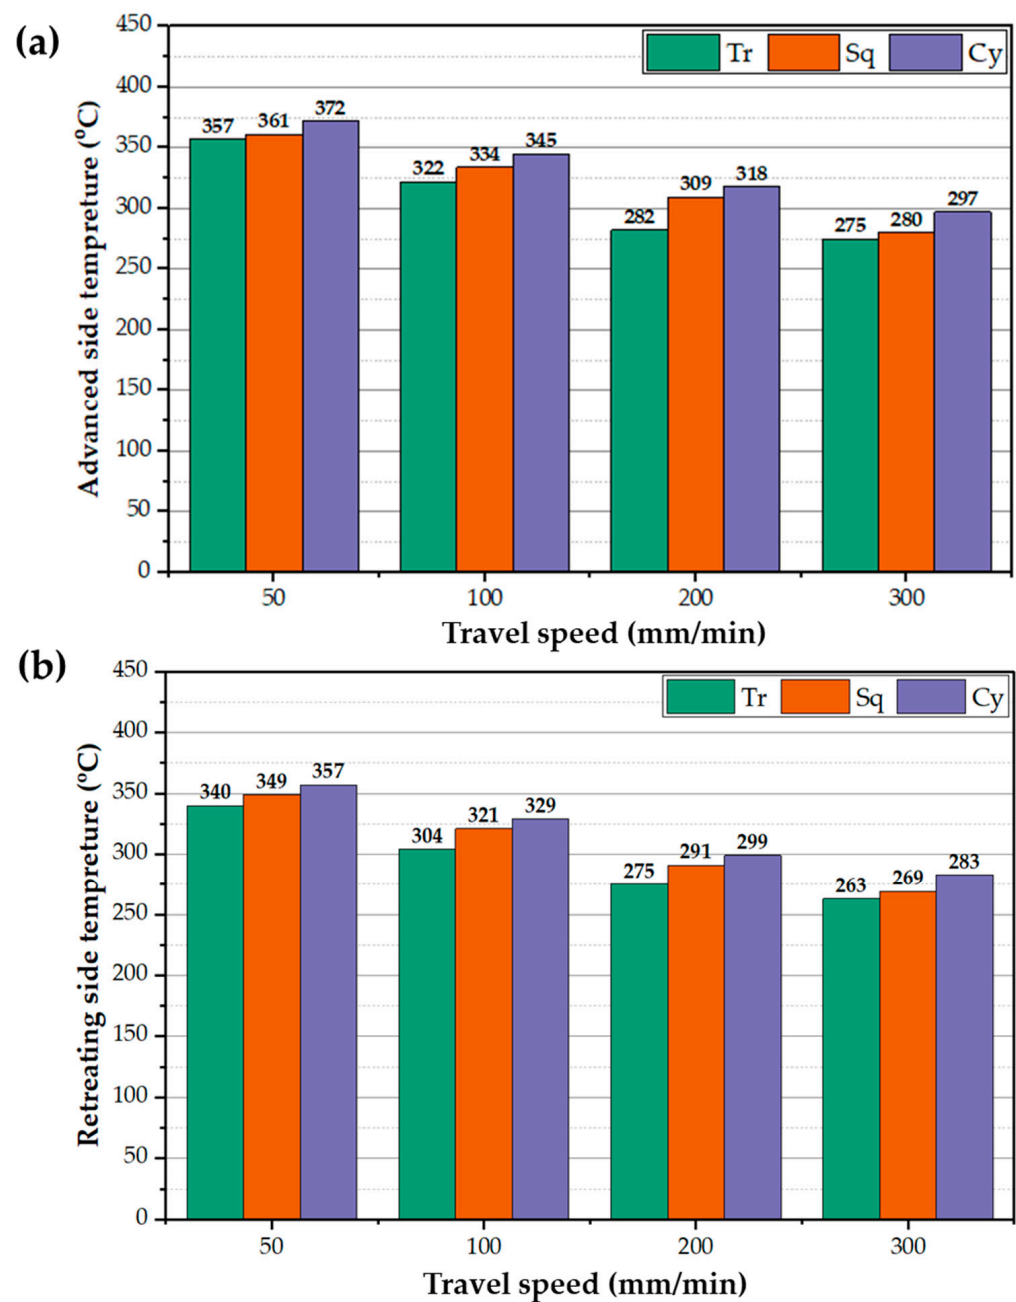 (a)
Tr Sq Cy
Advanced side tempreture (⁰C)
450
400
350
300
250
200
150
100
50
0
357 361 372
322 334 345
282 309 318
275 280 297
50 100 200 300
Travel speed (mm/min)
(b)
Tr Sq Cy
Retreating side tempreture (⁰C)
450
400
350
300
250
200
150
100
50
0
340 349 357
304 321 329
275 291 299
263 269 283
50 100 200 300
Travel speed (mm/min)